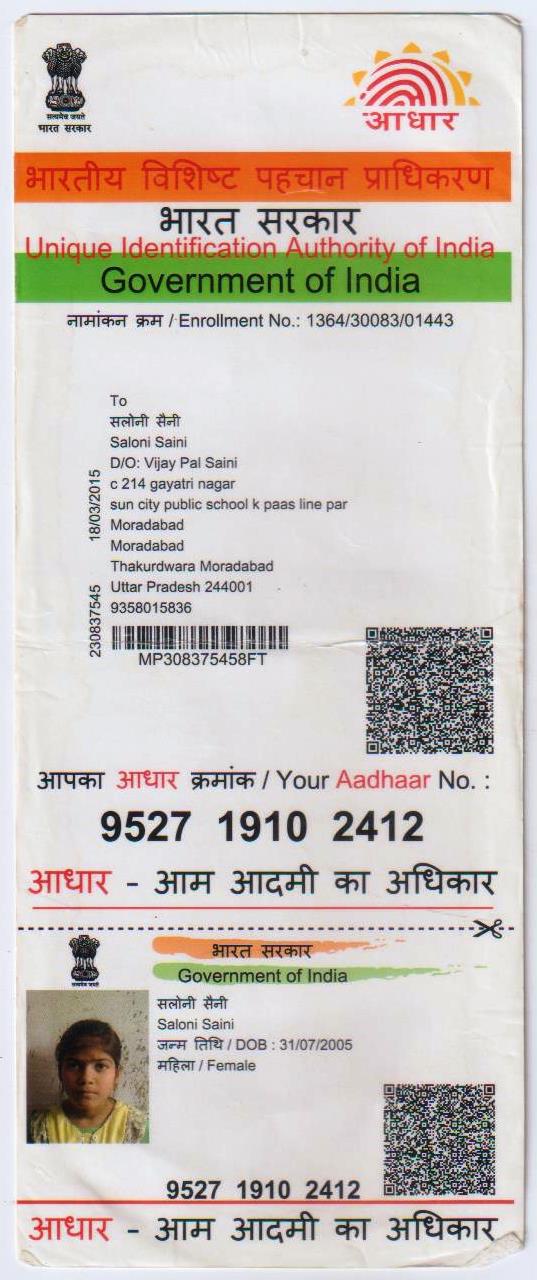 सत्यमेव जयते
भारत सरकार
आधार
भारतीय विशिष्ट पहचान प्राधिकरण
भारत सरकार
Unique Identification Authority of India
Government of India
नामांकन क्रम / Enrollment No.: 1364/30083/01443
To
सलोनी सैनी
Saloni Saini
D/O: Vijay Pal Saini
c 214 gayatri nagar
sun city public school k paas line par
Moradabad
Moradabad
Thakurdwara Moradabad
Uttar Pradesh 244001
9358015836
18/03/2015
230837545
MP308375458FT
आपका आधार क्रमांक / Your Aadhaar No. :
9527 1910 2412
आधार - आम आदमी का अधिकार
सत्यमेव जयते
भारत सरकार
Government of India
सलोनी सैनी
Saloni Saini
जन्म तिथि / DOB : 31/07/2005
महिला / Female
9527 1910 2412
आधार - आम आदमी का अधिकार